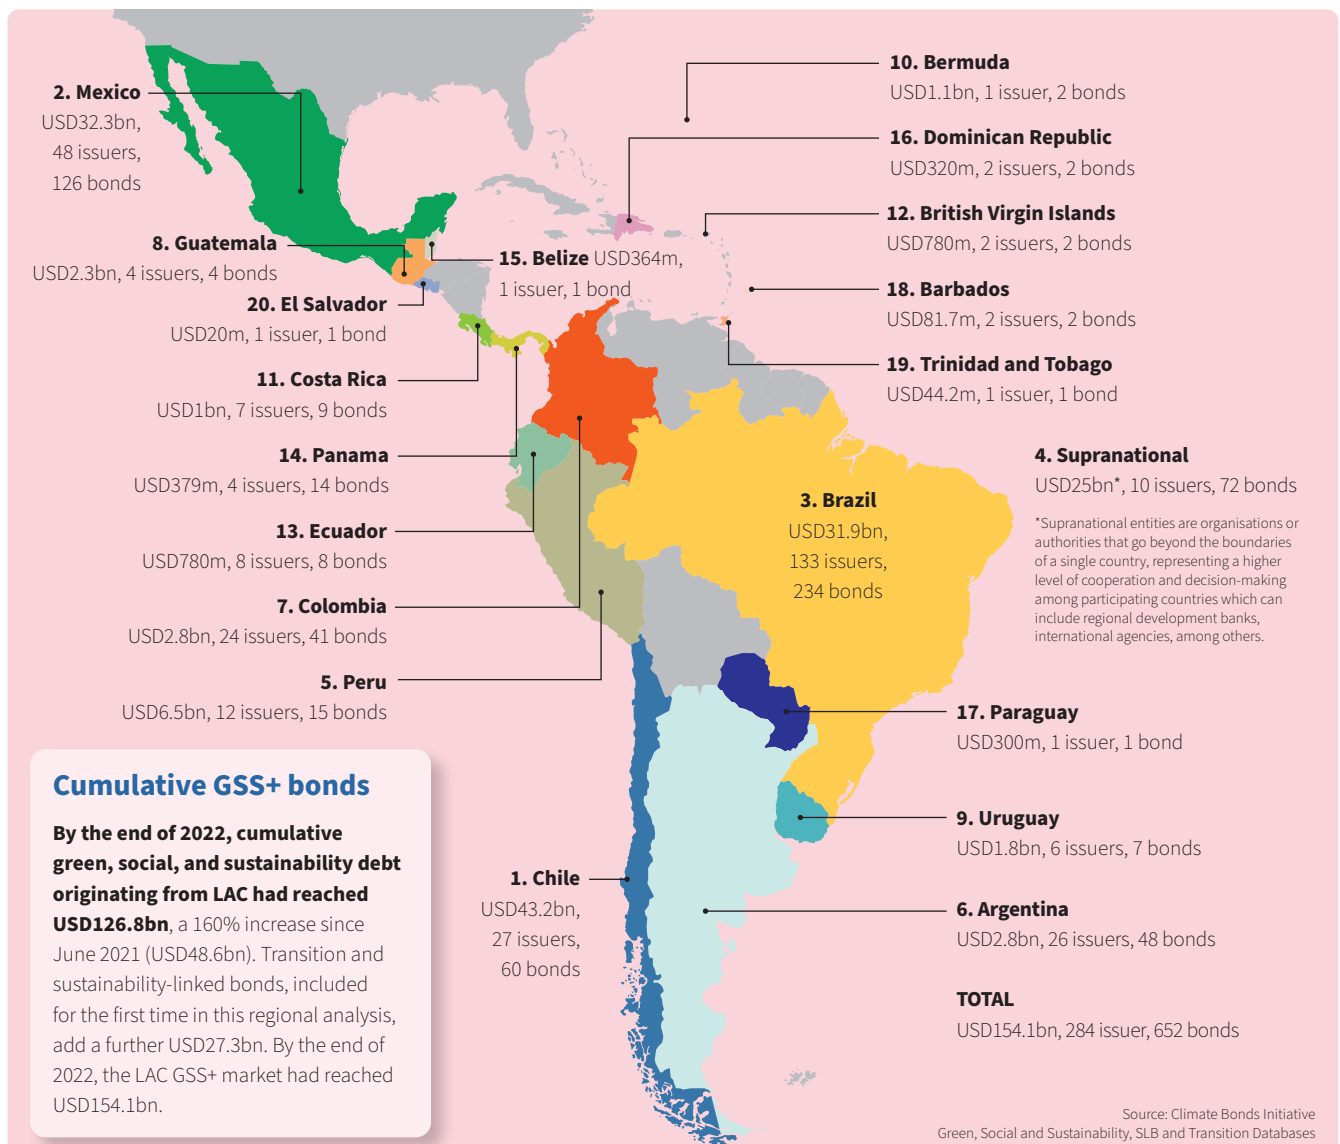 2. Mexico
USD32.3bn,
48 issuers,
126 bonds
8. Guatemala
USD2.3bn, 4 issuers, 4 bonds
20. El Salvador
USD20m, 1 issuer, 1 bond
11. Costa Rica
USD1bn, 7 issuers, 9 bonds
14. Panama
USD379m, 4 issuers, 14 bonds
13. Ecuador
USD780m, 8 issuers, 8 bonds
7. Colombia
USD2.8bn, 24 issuers, 41 bonds
5. Peru
USD6.5bn, 12 issuers, 15 bonds
15. Belize USD364m,
1 issuer, 1 bond
10. Bermuda
USD1.1bn, 1 issuer, 2 bonds
16. Dominican Republic
USD320m, 2 issuers, 2 bonds
12. British Virgin Islands
USD780m, 2 issuers, 2 bonds
18. Barbados
USD81.7m, 2 issuers, 2 bonds
19. Trinidad and Tobago
USD44.2m, 1 issuer, 1 bond
4. Supranational
USD25bn*, 10 issuers, 72 bonds
*Supranational entities are organisations or
authorities that go beyond the boundaries
of a single country, representing a higher
level of cooperation and decision-making
among participating countries which can
include regional development banks,
international agencies, among others.
3. Brazil
USD31.9bn,
133 issuers,
234 bonds
17. Paraguay
USD300m, 1 issuer, 1 bond
9. Uruguay
USD1.8bn, 6 issuers, 7 bonds
1. Chile
USD43.2bn,
27 issuers,
60 bonds
6. Argentina
USD2.8bn, 26 issuers, 48 bonds
TOTAL
USD154.1bn, 284 issuer, 652 bonds
Cumulative GSS+ bonds
By the end of 2022, cumulative
green, social, and sustainability debt
originating from LAC had reached
USD126.8bn, a 160% increase since
June 2021 (USD48.6bn). Transition and
sustainability-linked bonds, included
for the first time in this regional analysis,
add a further USD27.3bn. By the end of
2022, the LAC GSS+ market had reached
USD154.1bn.
Source: Climate Bonds Initiative
Green, Social and Sustainability, SLB and Transition Databases